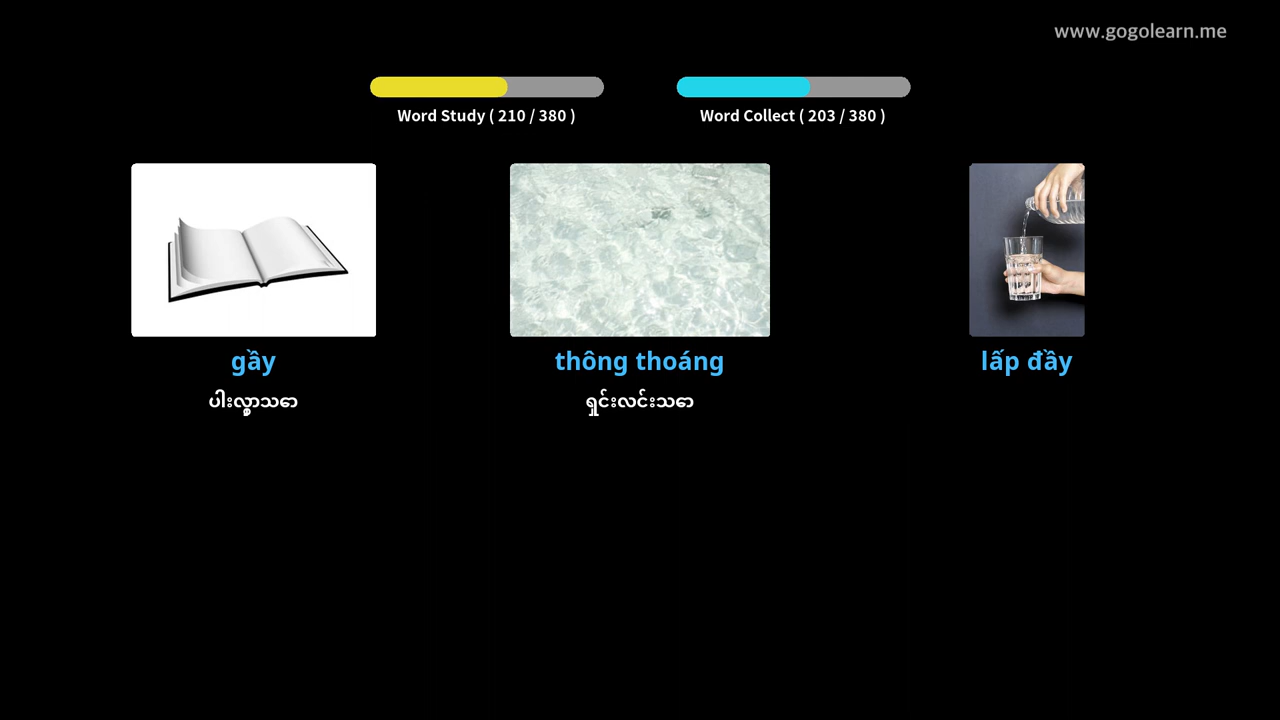 www.gogolearn.me
Word Study ( 210 / 380 )
Word Collect ( 203 / 380 )
gầy
thông thoáng
lấp đầy
ပါးလွှာသော
ရှင်းလင်းသော